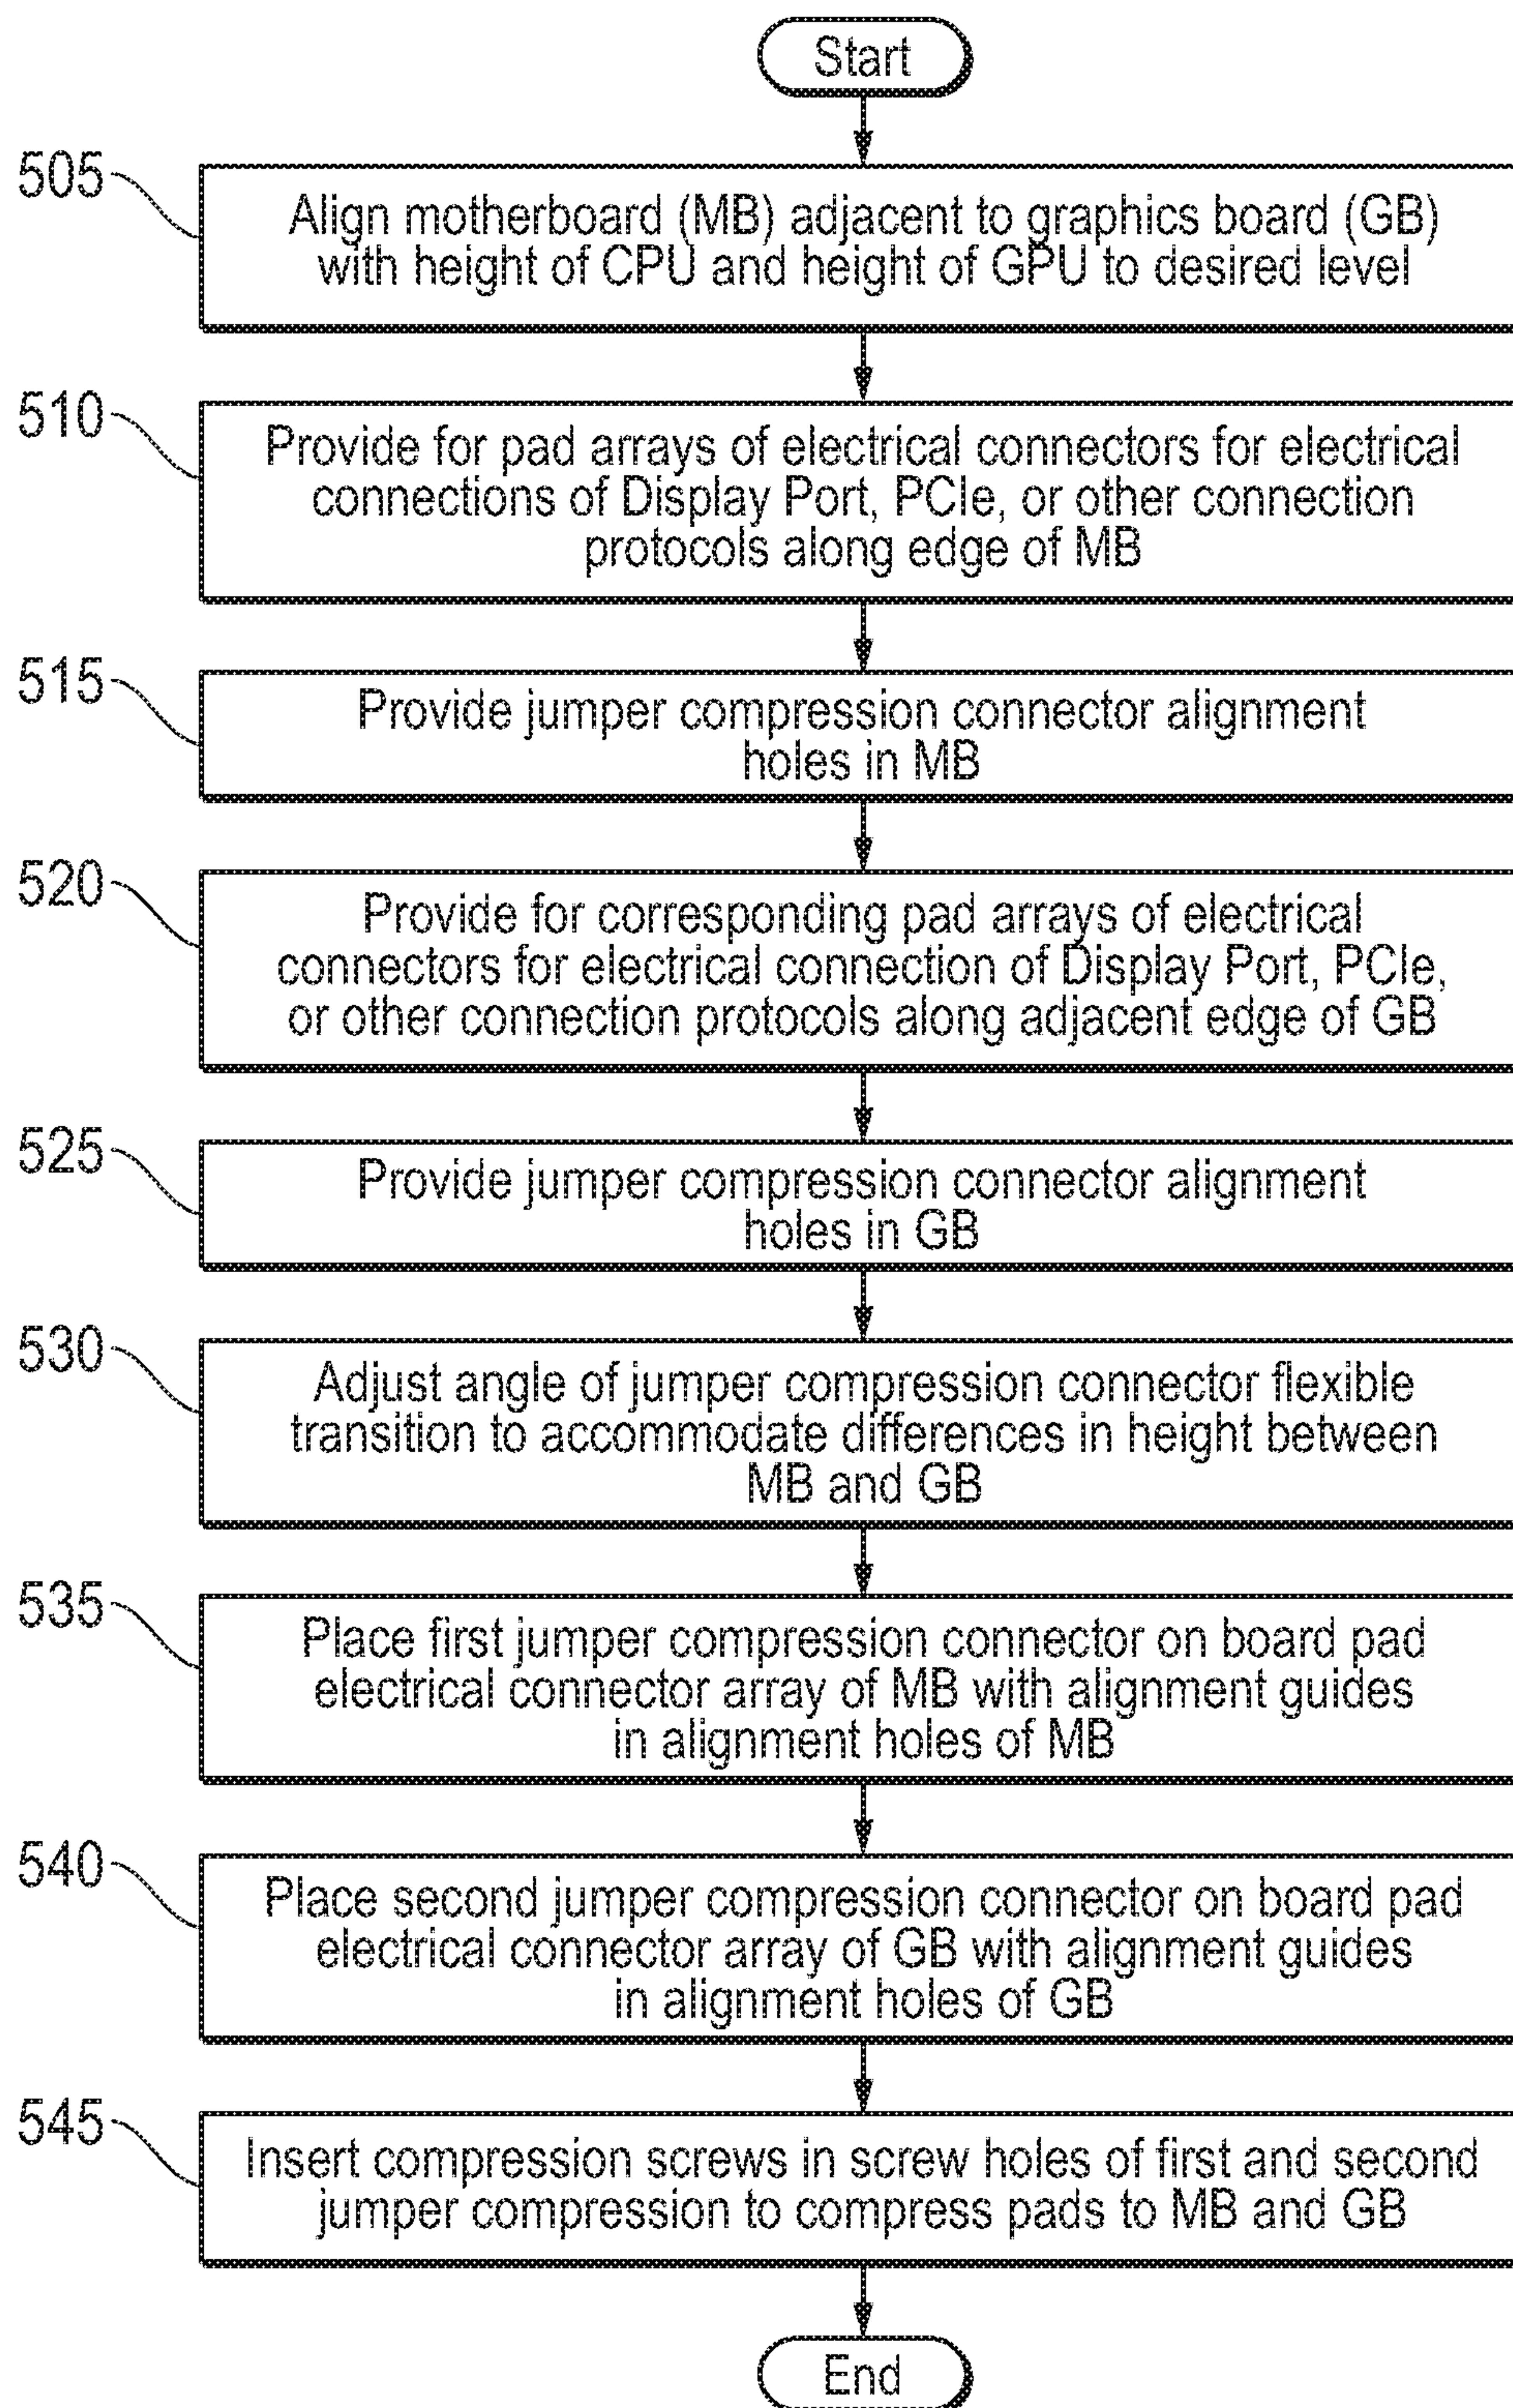 Start
505
Align motherboard (MB) adjacent to graphics board (GB)
with height of CPU and height of GPU to desired level
510
Provide for pad arrays of electrical connectors for electrical
connections of Display Port, PCIe, or other connection
protocols along edge of MB
515
Provide jumper compression connector alignment
holes in MB
520
Provide for corresponding pad arrays of electrical
connectors for electrical connection of Display Port, PCIe,
or other connection protocols along adjacent edge of GB
525
Provide jumper compression connector alignment
holes in GB
530
Adjust angle of jumper compression connector flexible
transition to accommodate differences in height between
MB and GB
535
Place first jumper compression connector on board pad
electrical connector array of MB with alignment guides
in alignment holes of MB
540
Place second jumper compression connector on board pad
electrical connector array of GB with alignment guides
in alignment holes of GB
545
Insert compression screws in screw holes of first and second
jumper compression to compress pads to MB and GB
End